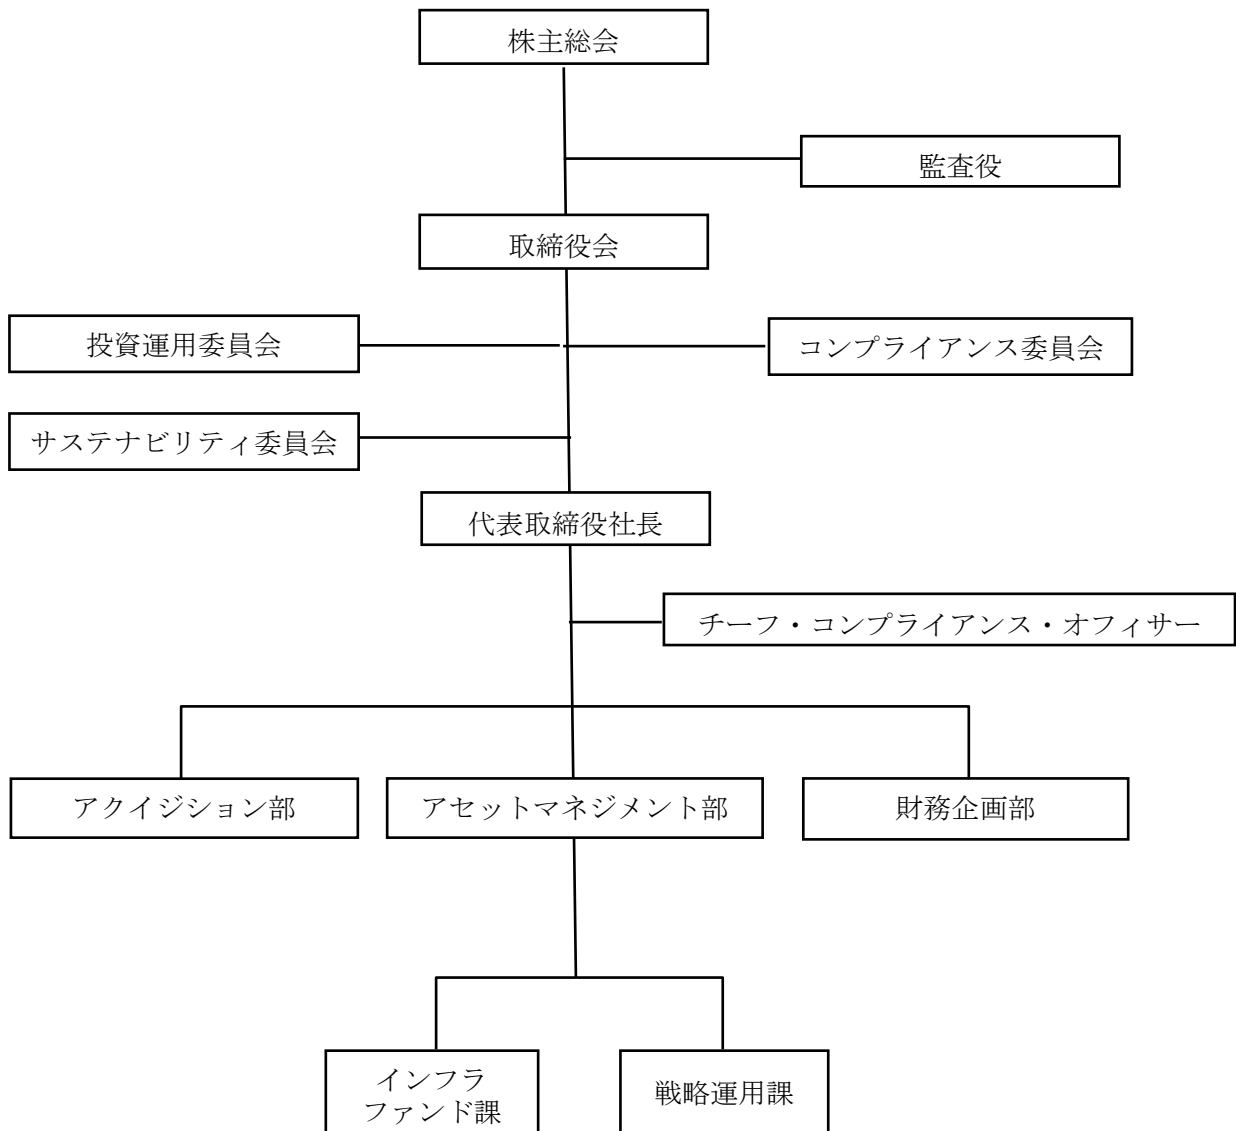 株主総会
監査役
取締役会
投資運用委員会
コンプライアンス委員会
サステナビリティ委員会
代表取締役社長
チーフ・コンプライアンス・オフィサー
アクイジション部
アセットマネジメント部
財務企画部
インフラ
ファンド課
戦略運用課